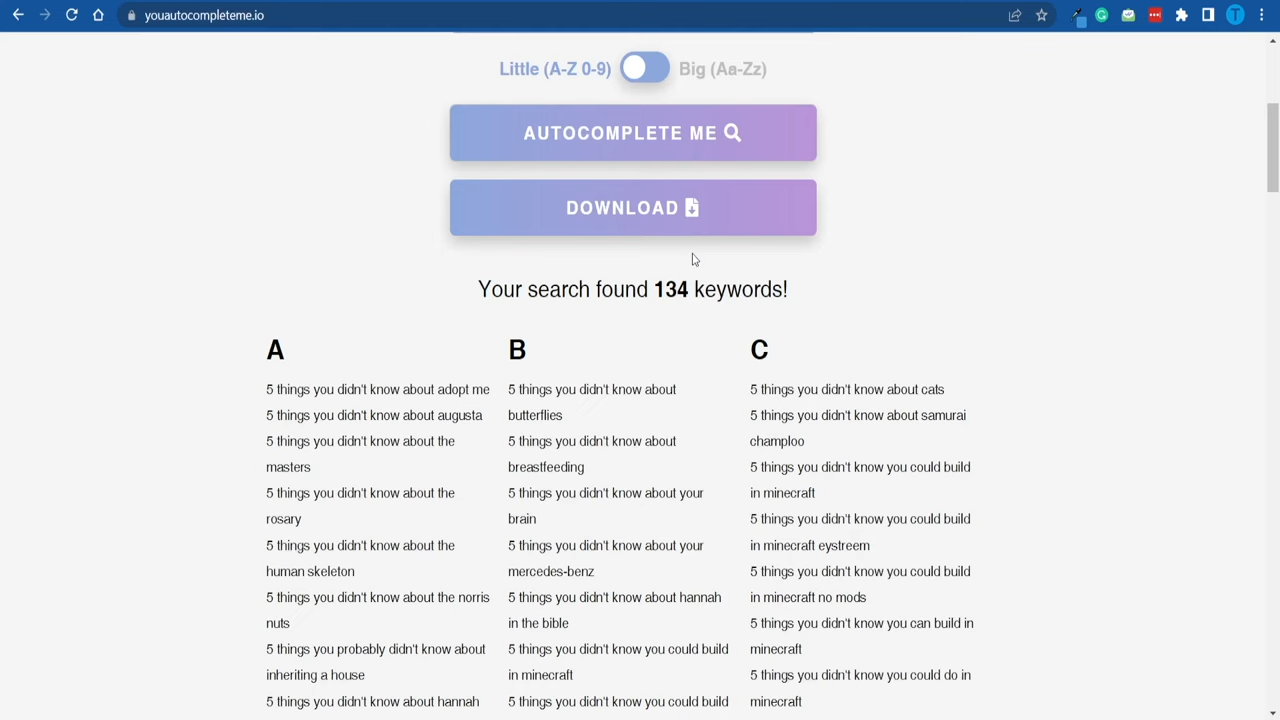 youautocompleteme.io
Little (A-Z 0-9) Big (Aa-Zz)
AUTOCOMPLETE ME
DOWNLOAD
Your search found 134 keywords!
A
5 things you didn't know about adopt me
5 things you didn't know about augusta
5 things you didn't know about the
masters
5 things you didn't know about the
rosary
5 things you didn't know about the
human skeleton
5 things you didn't know about the norris
nuts
5 things you probably didn't know about
inheriting a house
5 things you didn't know about hannah
B
5 things you didn't know about
butterflies
5 things you didn't know about
breastfeeding
5 things you didn't know about your
brain
5 things you didn't know about your
mercedes-benz
5 things you didn't know about hannah
in the bible
5 things you didn't know you could build
in minecraft
5 things you didn't know you could build
C
5 things you didn't know about cats
5 things you didn't know about samurai
champloo
5 things you didn't know you could build
in minecraft
5 things you didn't know you could build
in minecraft eystreem
5 things you didn't know you could build
in minecraft no mods
5 things you didn't know you can build in
minecraft
5 things you didn't know you could do in
minecraft
T